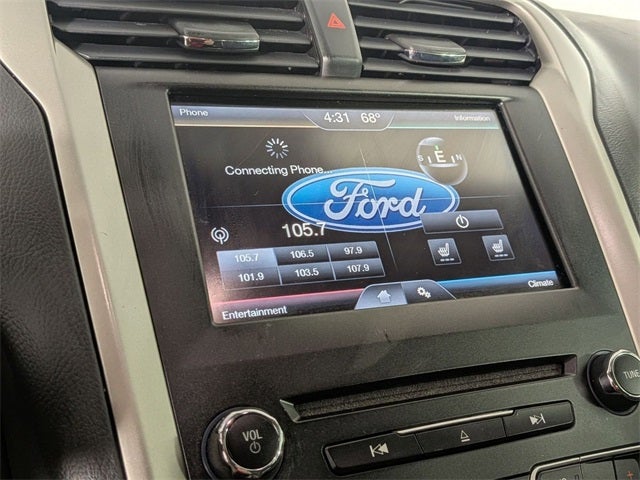 Phone 4:31 68° Information
Connecting Phone...
S E N
Ford
105.7
105.7 106.5 97.9
101.9 103.5 107.9
Entertainment Climate
VOL
TUNE